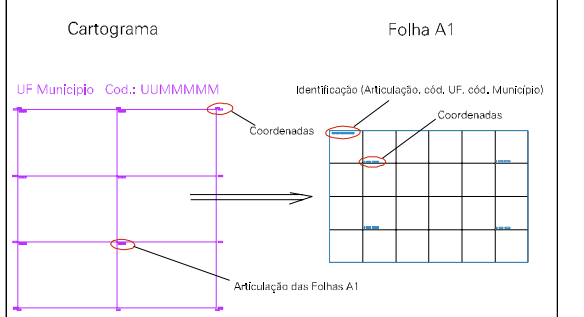 Cartograma
Folha A1
UF Município Cod.: UUMMMMM
Identificação (Articulação, cód. UF, cód. Município)
Coordenadas
Coordenadas
Articulação das Folhas A1